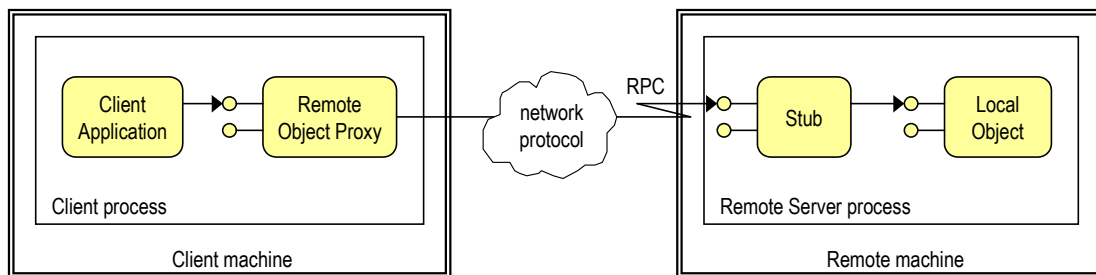 Client
Application
Remote
Object Proxy
Client process
Client machine
network
protocol
RPC
Stub
Local
Object
Remote Server process
Remote machine